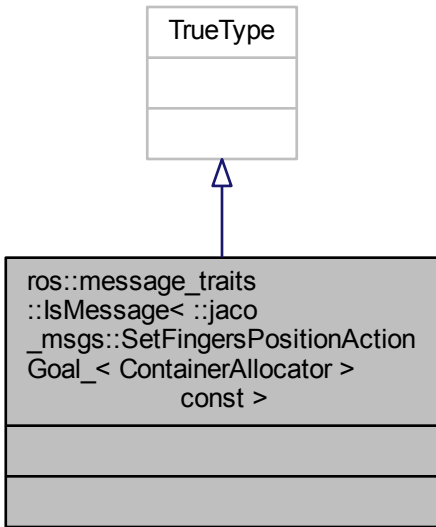 TrueType
ros::message_traits
::IsMessage< ::jaco
_msgs::SetFingersPositionAction
Goal_< ContainerAllocator >
const >